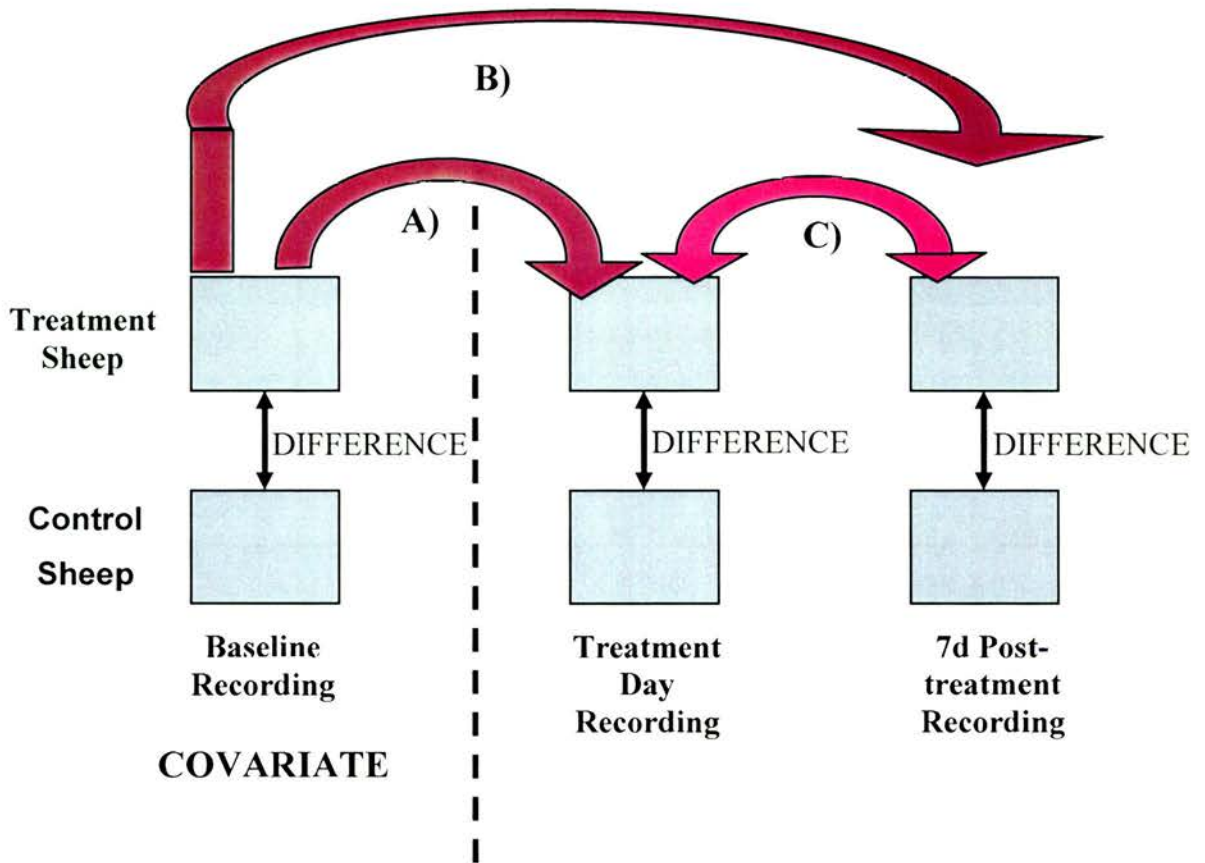 B)
A)
C)
Treatment
Sheep
DIFFERENCE
DIFFERENCE
DIFFERENCE
Control
Sheep
Baseline
Recording
Treatment
Day
Recording
7d Post-
treatment
Recording
COVARIATE